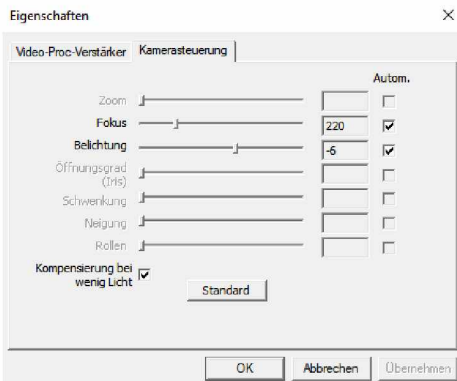 Eigenschaften
Video-Proc-Verstärker Kamerasteuerung
Autom.
Zoom
Fokus 220
Belichtung -6
Öffnungsgrad
(Iris)
Schwenkung
Neigung
Rollen
Kompensierung bei
wenig Licht
Standard
OK Abbrechen Übernehmen